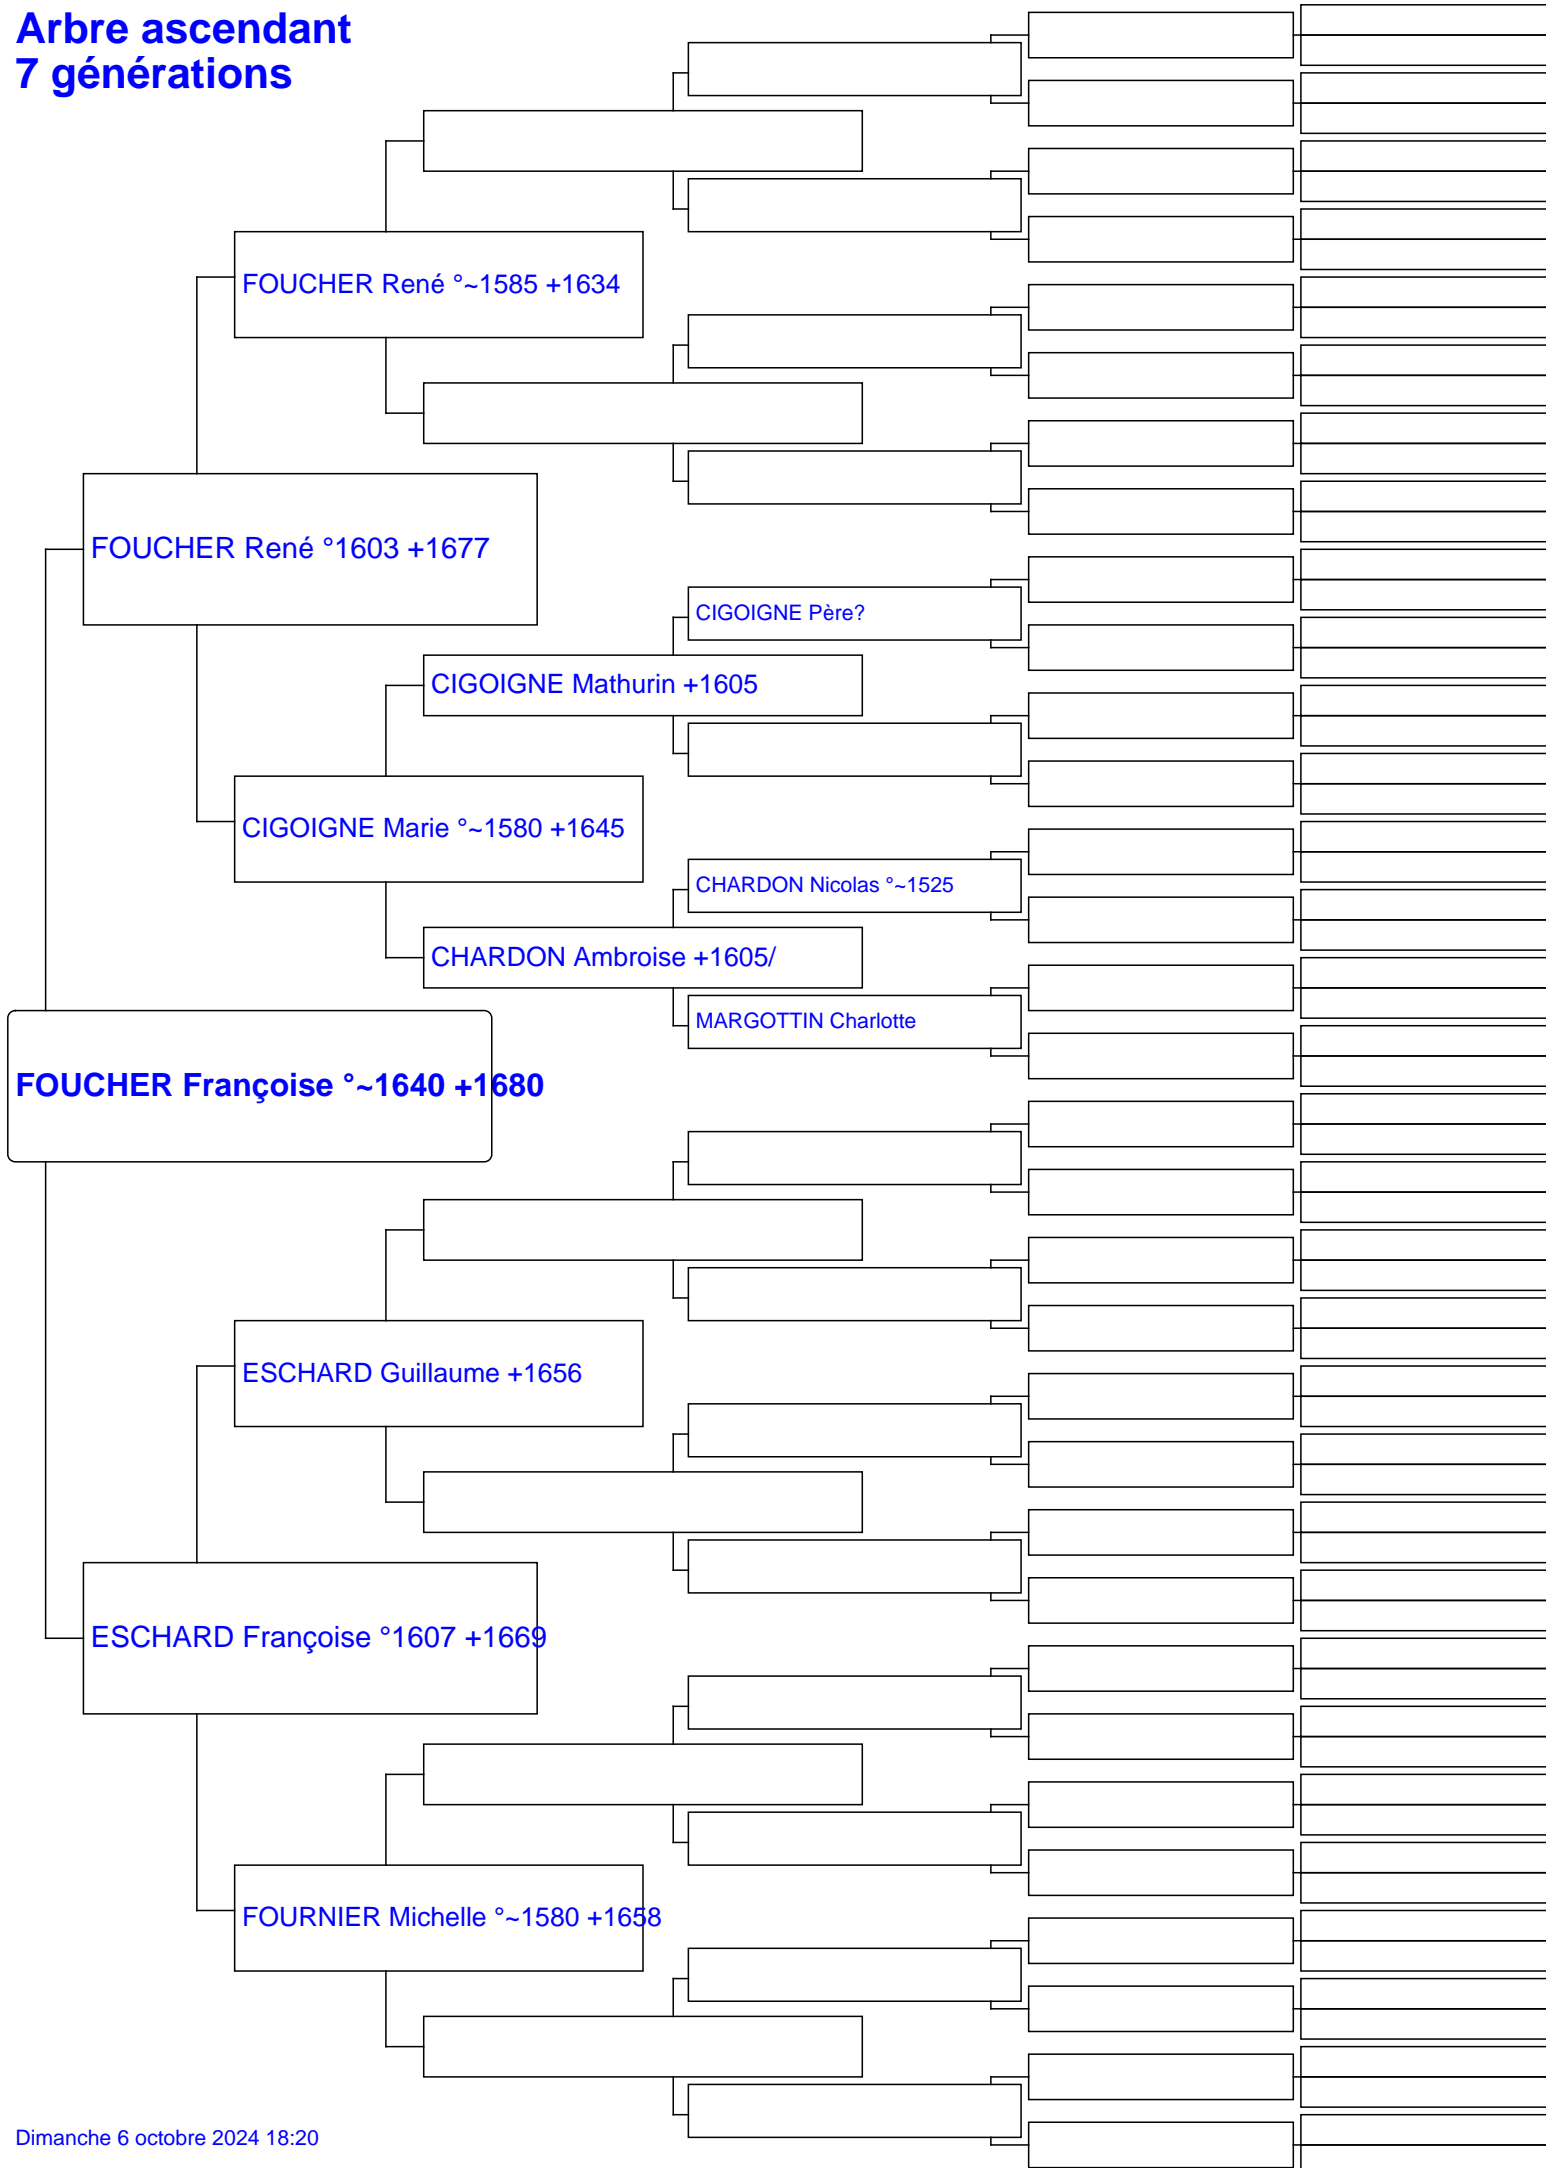 Arbre ascendant
7 générations
FOUCHER René °~1585 +1634
FOUCHER René °1603 +1677
CIGOIGNE Père?
CIGOIGNE Mathurin +1605
CIGOIGNE Marie °~1580 +1645
CHARDON Nicolas °~1525
CHARDON Ambroise +1605/
MARGOTTIN Charlotte
FOUCHER Françoise °~1640 +1680
ESCHARD Guillaume +1656
ESCHARD Françoise °1607 +1669
FOURNIER Michelle °~1580 +1658
Dimanche 6 octobre 2024 18:20